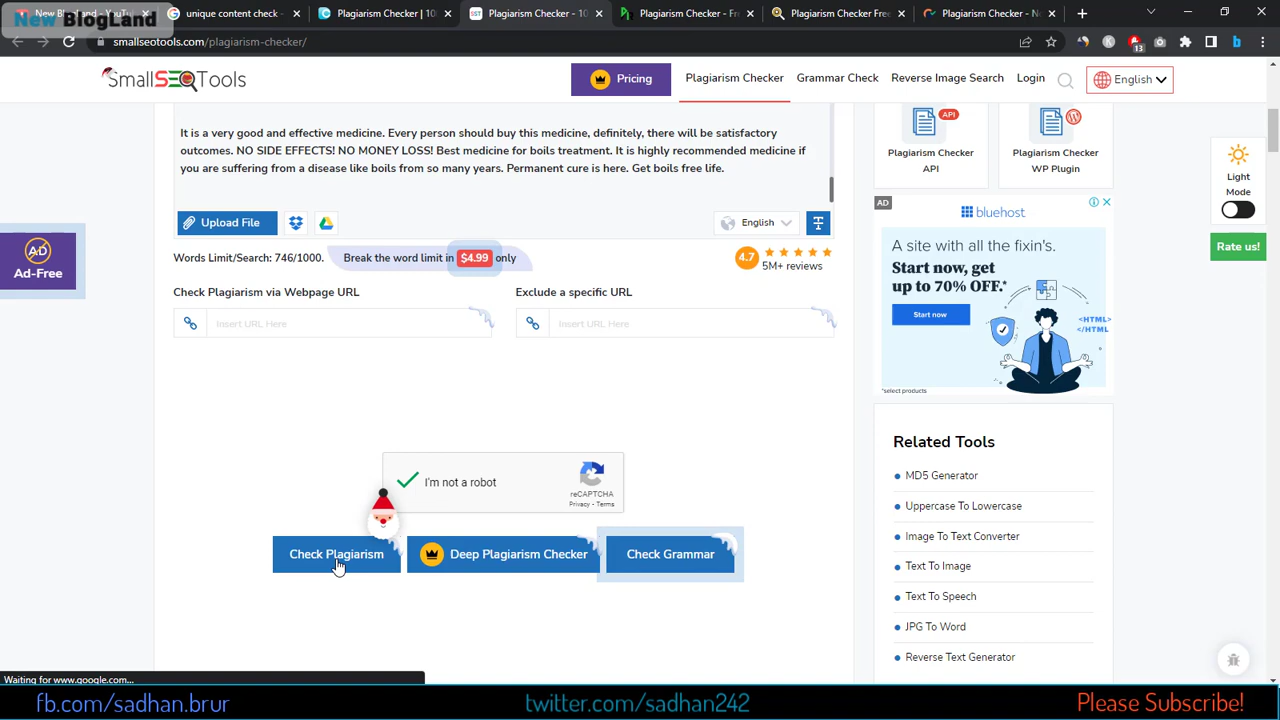 New BlogLand
New BlogLand - YouT
unique content check -
Plagiarism Checker | 10
Plagiarism Checker - 10
Plagiarism Checker
Plagiarism Checker Free
Plagiarism Checker - N
smallseotools.com/plagiarism-checker/
13
SmallSEOTools
Pricing
Plagiarism Checker
Grammar Check
Reverse Image Search
Login
English
It is a very good and effective medicine. Every person should buy this medicine, definitely, there will be satisfactory
outcomes. NO SIDE EFFECTS! NO MONEY LOSS! Best medicine for boils treatment. It is highly recommended medicine if
you are suffering from a disease like boils from so many years. Permanent cure is here. Get boils free life.
Upload File
English
Words Limit/Search: 746/1000.
Break the word limit in $4.99 only
4.7
5M+ reviews
Check Plagiarism via Webpage URL
Exclude a specific URL
Insert URL Here
Insert URL Here
I'm not a robot
reCAPTCHA
Privacy - Terms
Check Plagiarism
Deep Plagiarism Checker
Check Grammar
AD
Ad-Free
API
Plagiarism Checker
API
Plagiarism Checker
WP Plugin
AD
bluehost
A site with all the fixin's.
Start now, get
up to 70% OFF.*
Start now
<HTML>
</HTML>
*select products
Related Tools
MD5 Generator
Uppercase To Lowercase
Image To Text Converter
Text To Image
Text To Speech
JPG To Word
Reverse Text Generator
Light
Mode
Rate us!
Waiting for www.google.com...
fb.com/sadhan.brur
twitter.com/sadhan242
Please Subscribe!